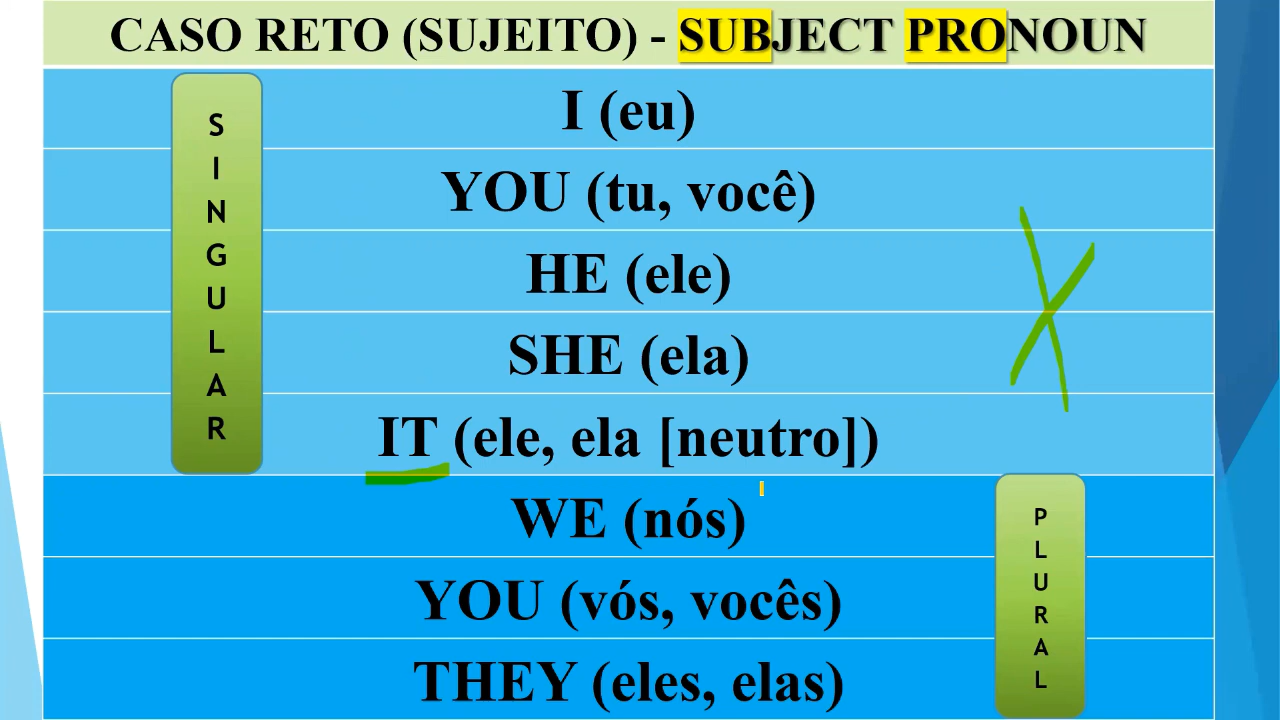 CASO RETO (SUJEITO) - SUBJECT PRONOUN
SINGULAR
I (eu)
YOU (tu, você)
HE (ele)
SHE (ela)
IT (ele, ela [neutro])
WE (nós)
YOU (vós, vocês)
THEY (eles, elas)
PLURAL